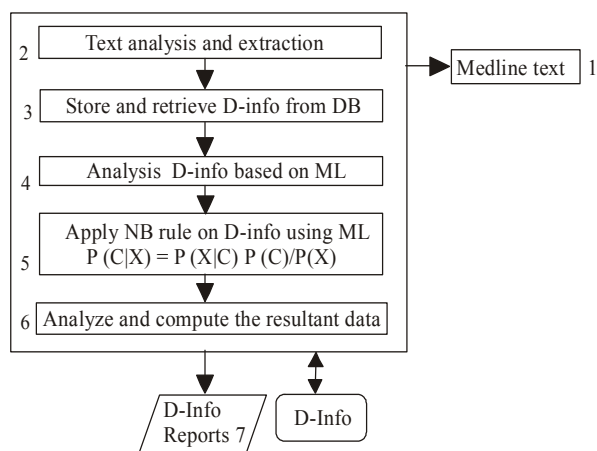 2 Text analysis and extraction
Medline text 1
3 Store and retrieve D-info from DB
4 Analysis D-info based on ML
Apply NB rule on D-info using ML
5 P (C|X) = P (X|C) P (C)/P(X)
6 Analyze and compute the resultant data
D-Info
Reports 7
D-Info